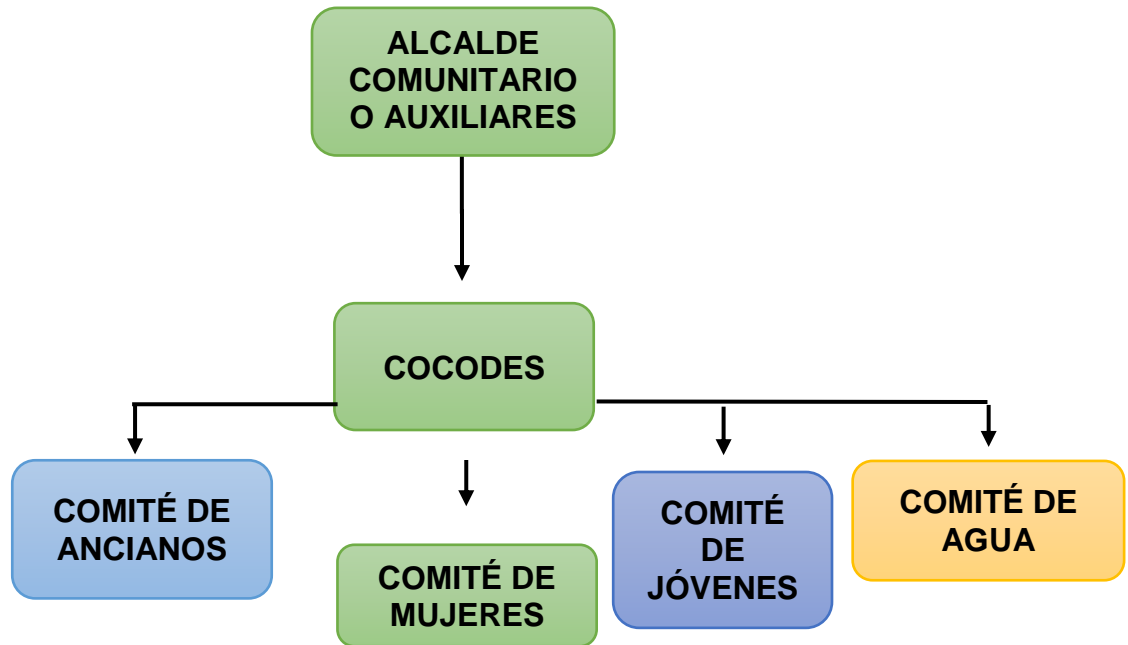 ALCALDE
COMUNITARIO
O AUXILIARES
COCODES
COMITÉ DE
ANCIANOS
COMITÉ DE
MUJERES
COMITÉ
DE
JÓVENES
COMITÉ DE
AGUA